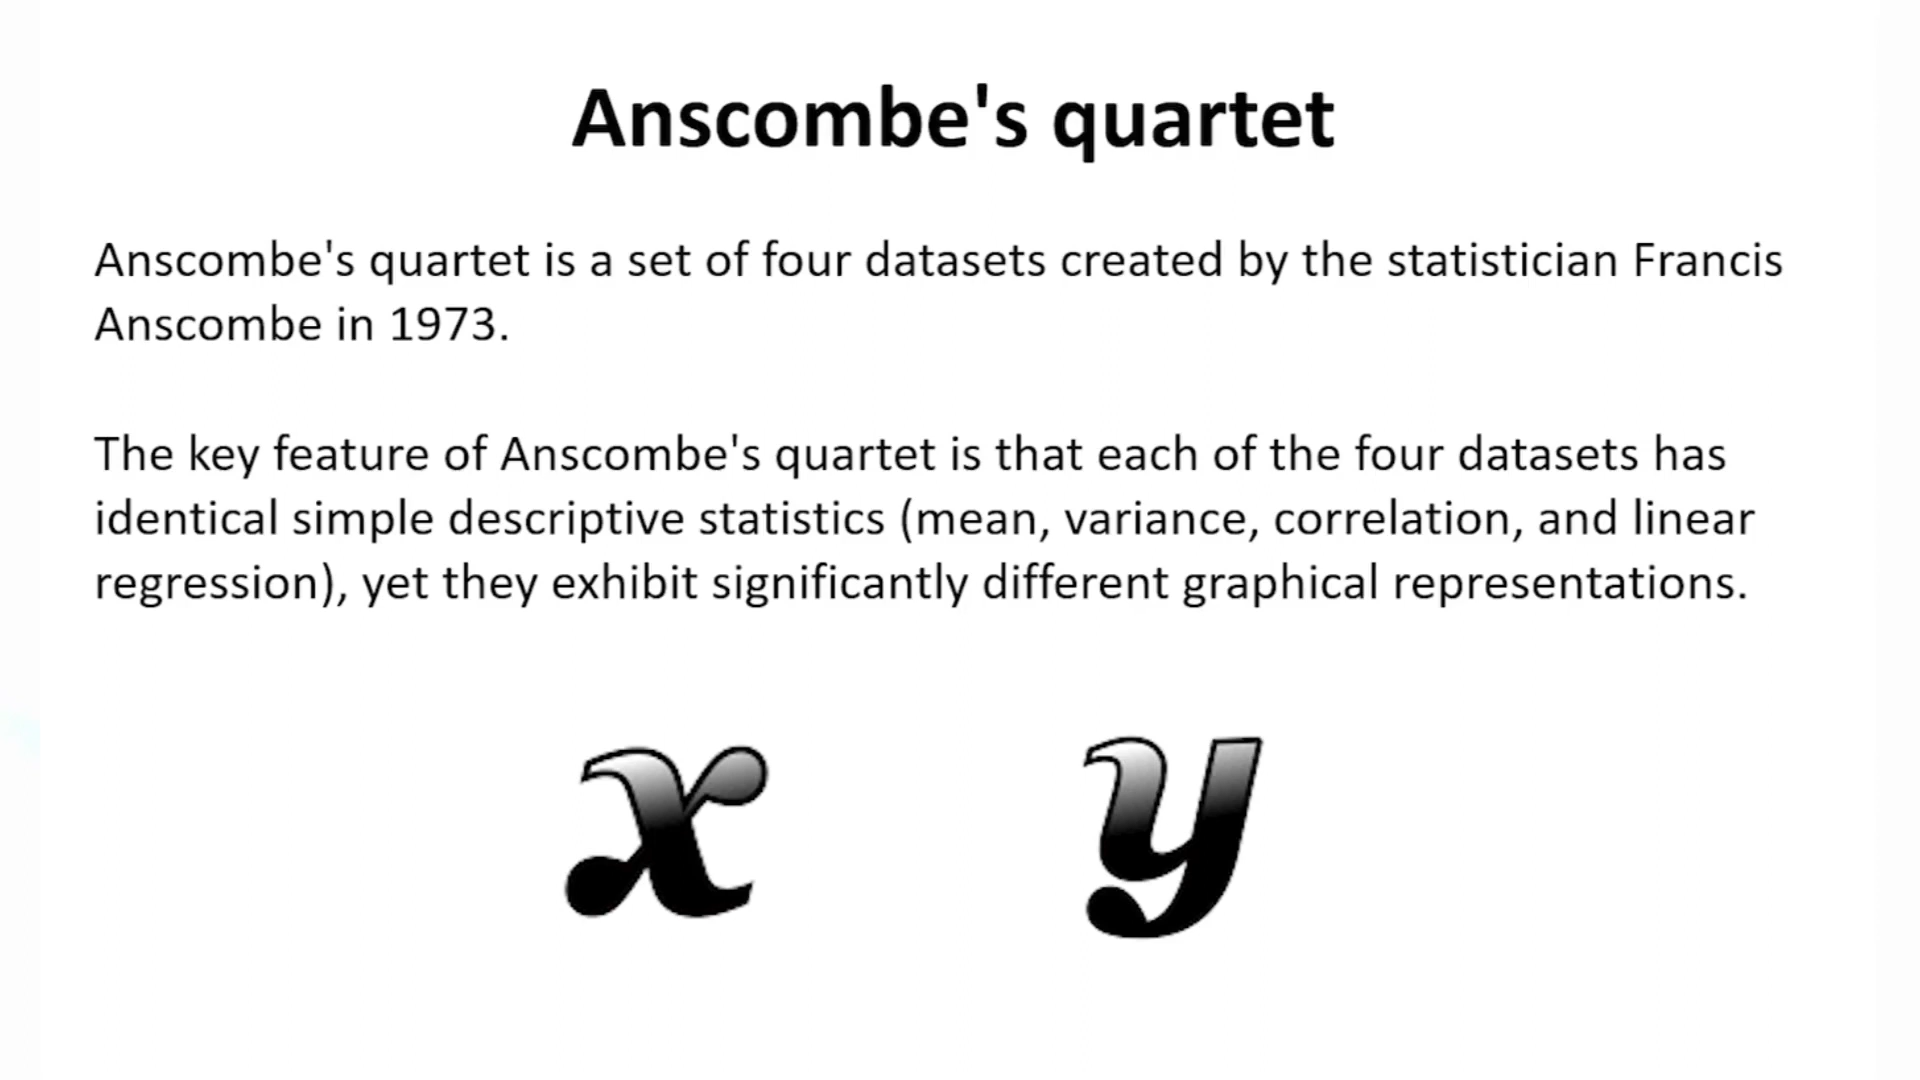 Anscombe's quartet
Anscombe's quartet is a set of four datasets created by the statistician Francis
Anscombe in 1973.
The key feature of Anscombe's quartet is that each of the four datasets has
identical simple descriptive statistics (mean, variance, correlation, and linear
regression), yet they exhibit significantly different graphical representations.
x y